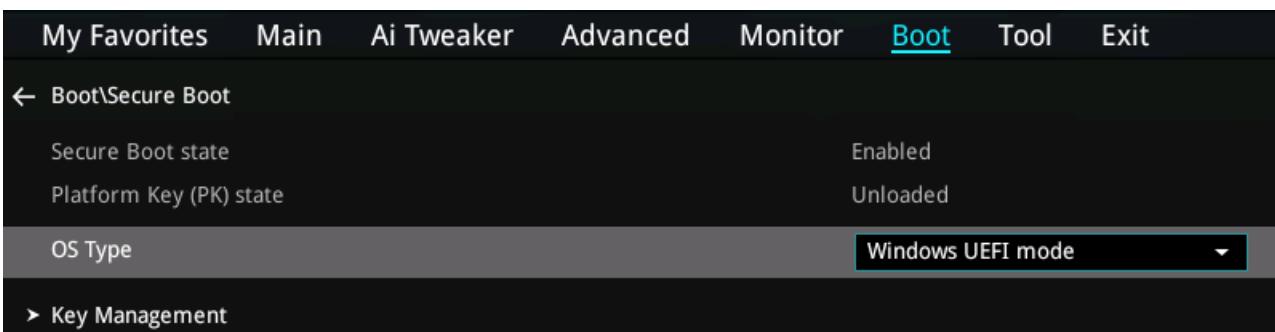 My Favorites Main Ai Tweaker Advanced Monitor Boot Tool Exit
Boot\Secure Boot
Secure Boot state Enabled
Platform Key (PK) state Unloaded
OS Type Windows UEFI mode
Key Management